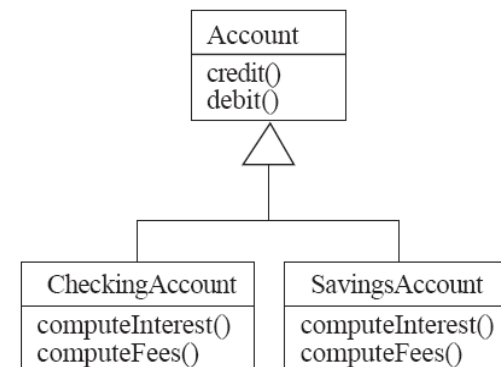 Account
credit()
debit()
CheckingAccount
computeInterest()
computeFees()
SavingsAccount
computeInterest()
computeFees()